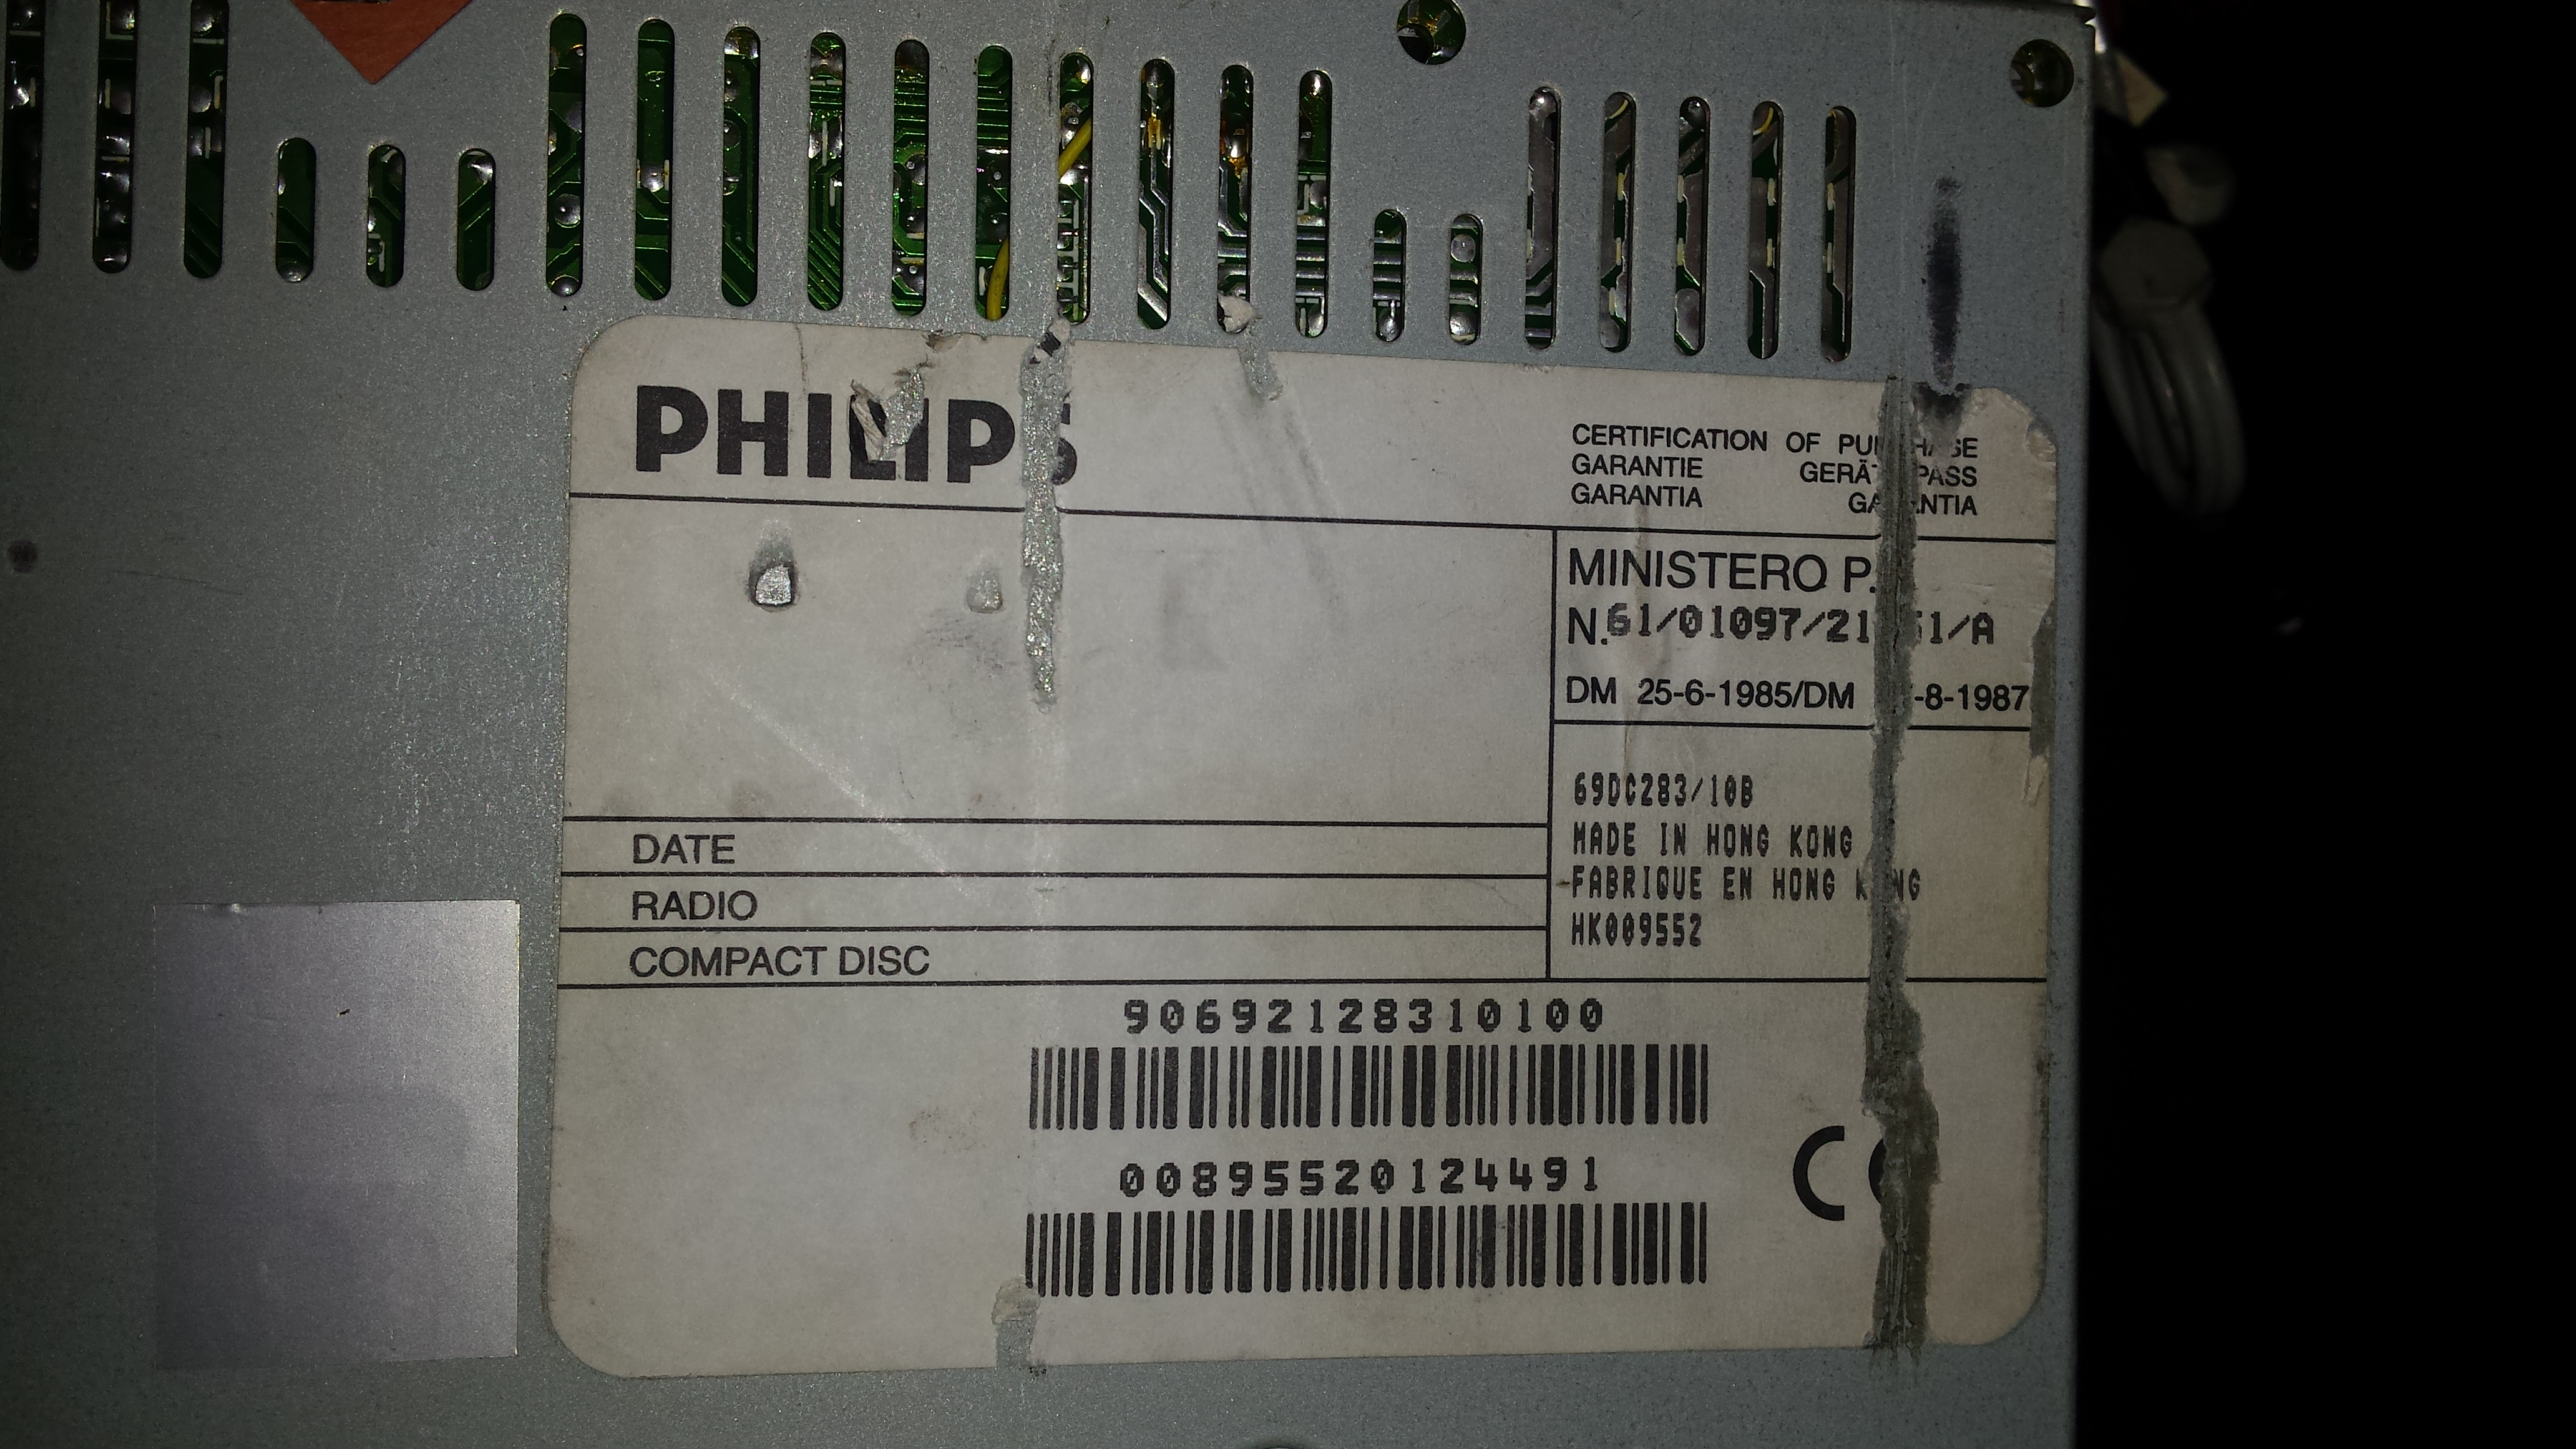 PHILIPS
CERTIFICATION OF
GARANTIE
GARANTIA
MINISTERO P.
N.
DM 25-6-1985/DM
69DC283/10B
MADE IN HONG KONG
FABRIQUE EN HONG
HK009552
DATE
RADIO
COMPACT DISC
90692128310100
00895520124491
CE